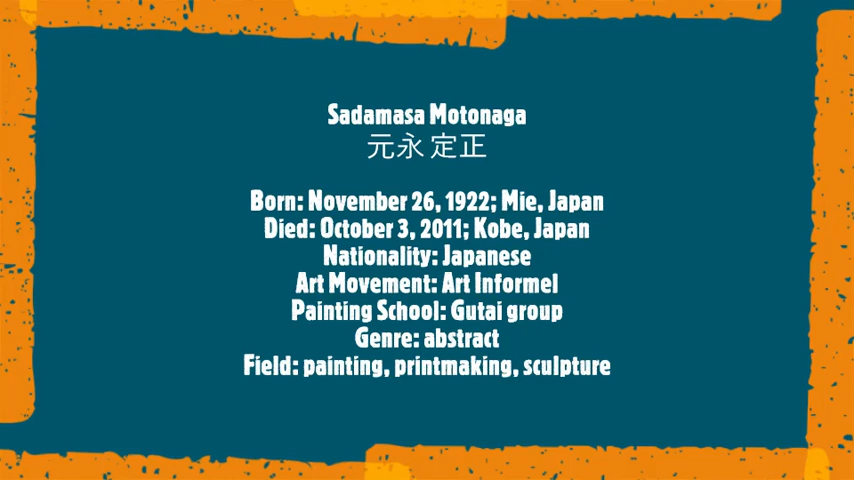 Sadamasa Motonaga
元永 定正
Born: November 26, 1922; Mie, Japan
Died: October 3, 2011; Kobe, Japan
Nationality: Japanese
Art Movement: Art Informel
Painting School: Gutai group
Genre: abstract
Field: painting, printmaking, sculpture